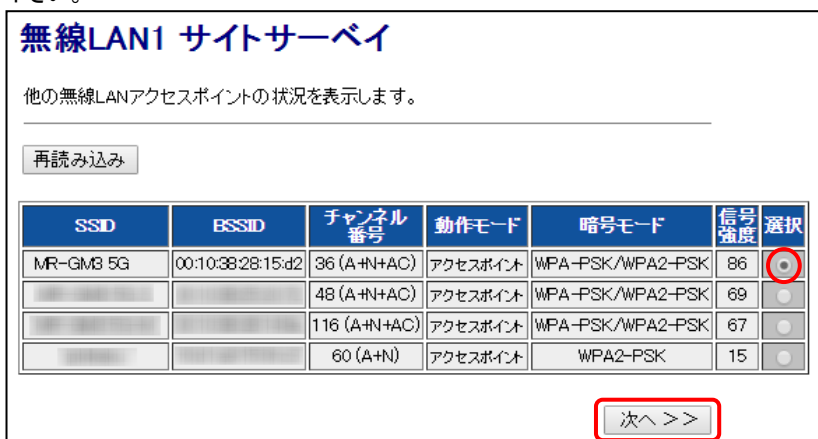 無線LAN1 サイトサーベイ
他の無線LANアクセスポイントの状況を表示します。
再読み込み
SSID BSSID チャンネル番号 動作モード 暗号モード 信号強度 選択
MR-GM3 5G 00:10:38:28:15:d2 36 (A+N+AC) アクセスポイント WPA-PSK/WPA2-PSK 86
48 (A+N+AC) アクセスポイント WPA-PSK/WPA2-PSK 69
116 (A+N+AC) アクセスポイント WPA-PSK/WPA2-PSK 67
60 (A+N) アクセスポイント WPA2-PSK 15
次へ >>